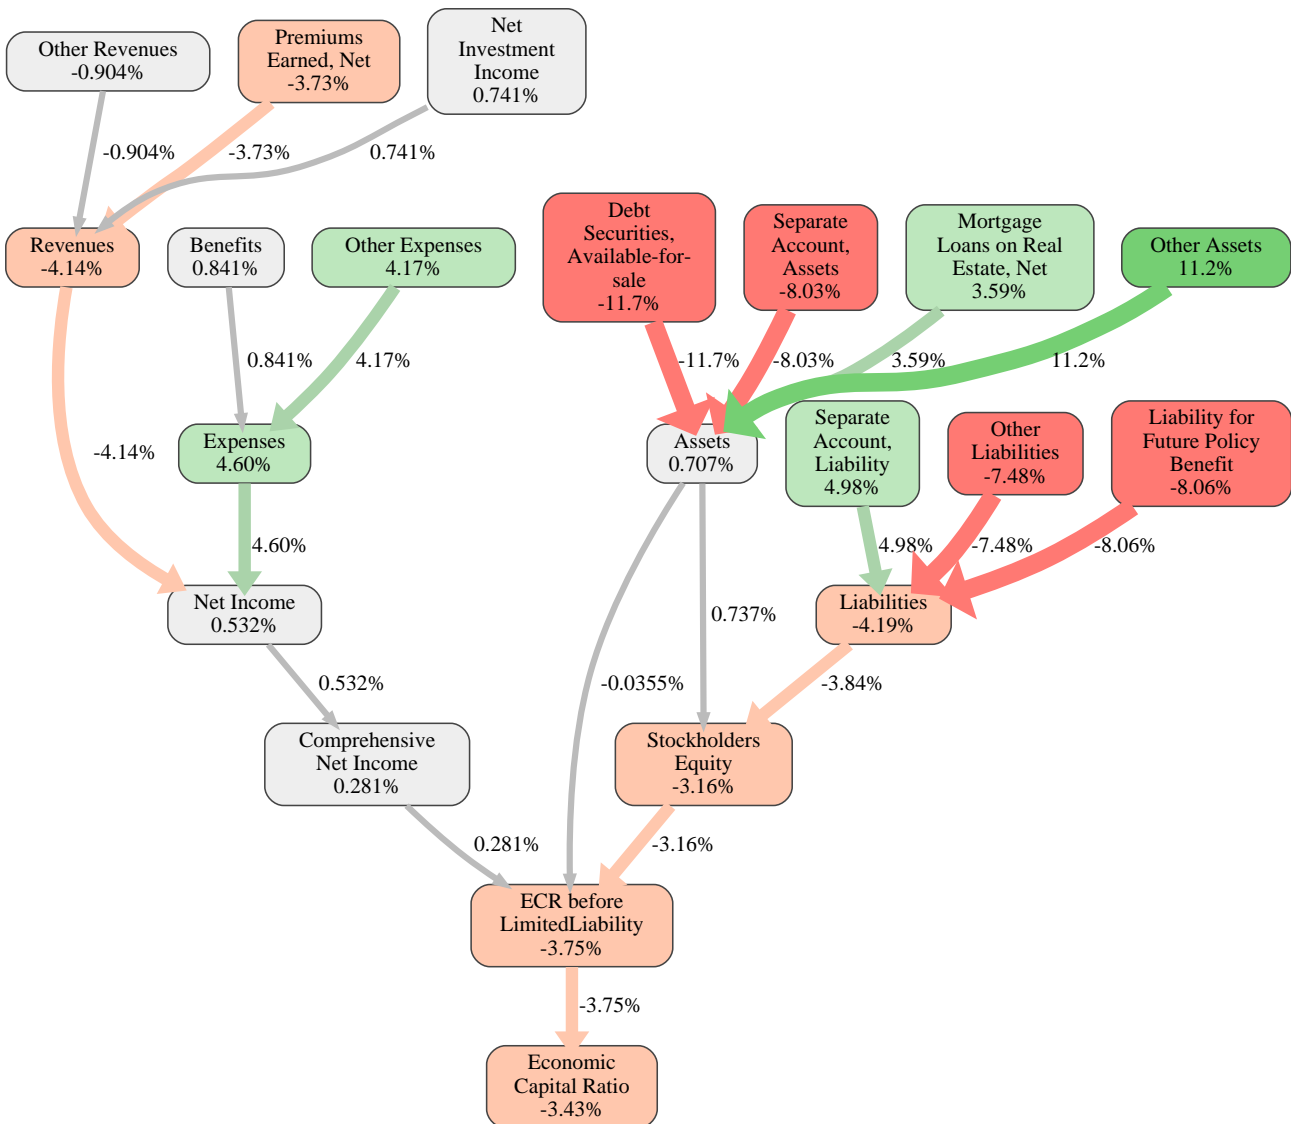 Other Revenues
-0.904%
Premiums
Earned, Net
-3.73%
Net
Investment
Income
0.741%
-0.904%
-3.73%
0.741%
Revenues
-4.14%
Benefits
0.841%
Other Expenses
4.17%
Debt
Securities,
Available-for-
sale
-11.7%
Separate
Account,
Assets
-8.03%
Mortgage
Loans on Real
Estate, Net
3.59%
Other Assets
11.2%
0.841%
4.17%
-11.7%
-8.03%
3.59%
11.2%
-4.14%
Expenses
4.60%
Assets
0.707%
Separate
Account,
Liability
4.98%
Other
Liabilities
-7.48%
Liability for
Future Policy
Benefit
-8.06%
4.60%
4.98%
-7.48%
-8.06%
Net Income
0.532%
0.737%
Liabilities
-4.19%
0.532%
-0.0355%
-3.84%
Comprehensive
Net Income
0.281%
Stockholders
Equity
-3.16%
0.281%
-3.16%
ECR before
LimitedLiability
-3.75%
-3.75%
Economic
Capital Ratio
-3.43%